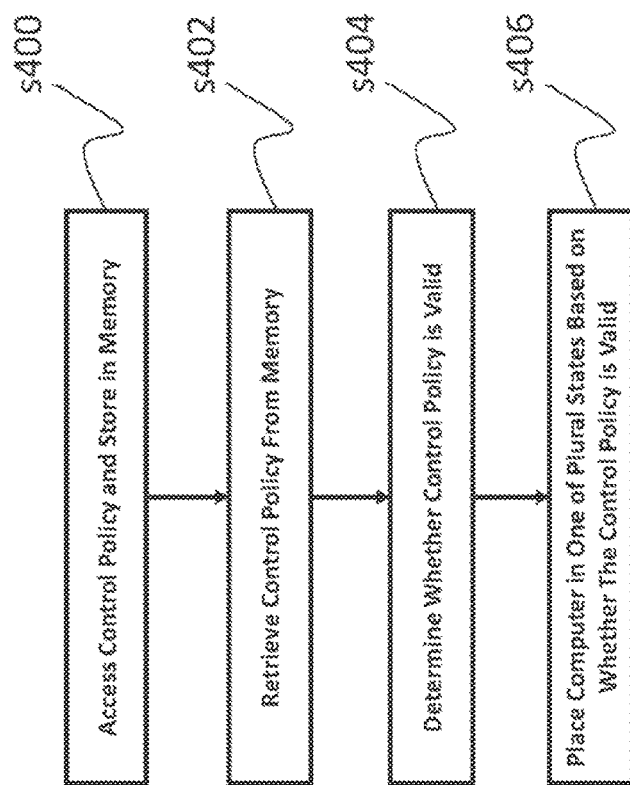 s400
Access Control Policy and Store in Memory
s402
Retrieve Control Policy From Memory
s404
Determine Whether Control Policy is Valid
s406
Place Computer in One of Plural States Based on
Whether The Control Policy is Valid